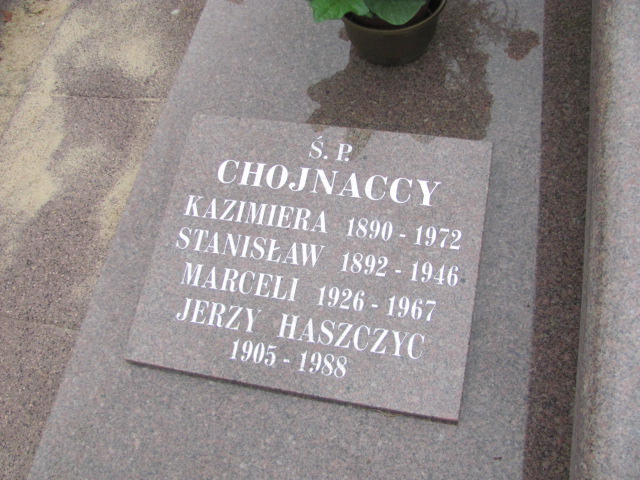 Ś. P.
CHOJNACCY
KAZIMIERA 1890 - 1972
STANISŁAW 1892 - 1946
MARCELI 1926 - 1967
JERZY HASZCZYC
1905 - 1988